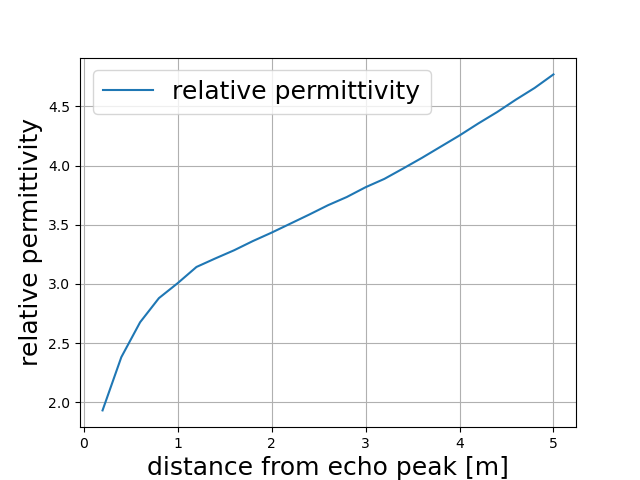 relative permittivity
relative permittivity
4.5
4.0
3.5
3.0
2.5
2.0
0 1 2 3 4 5
distance from echo peak [m]